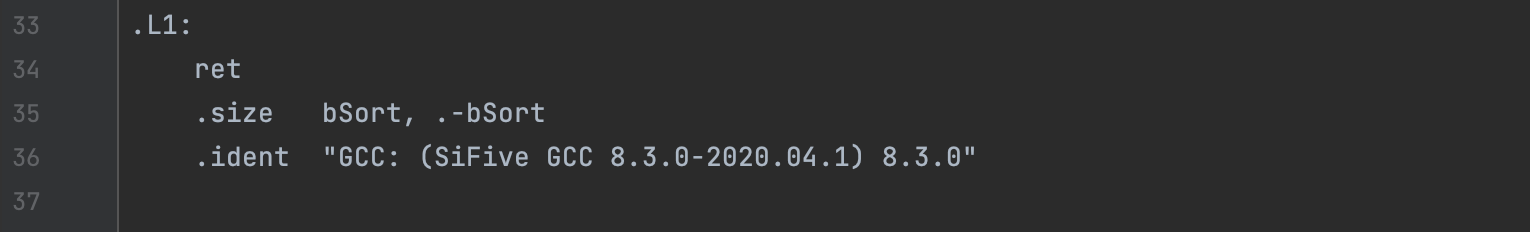 33 .L1:
34 ret
35 .size bSort, .-bSort
36 .ident "GCC: (SiFive GCC 8.3.0-2020.04.1) 8.3.0"
37